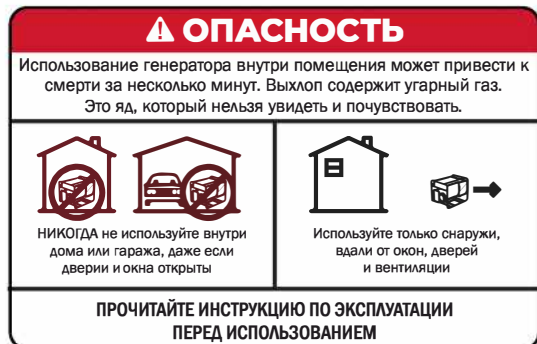 ОПАСНОСТЬ
Использование генератора внутри помещения может привести к
смерти за несколько минут. Выхлоп содержит угарный газ.
Это яд, который нельзя увидеть и почувствовать.
НИКОГДА не используйте внутри
дома или гаража, даже если
дверии и окна открыты
Используйте только снаружи,
вдали от окон, дверей
и вентиляции
ПРОЧИТАЙТЕ ИНСТРУКЦИЮ ПО ЭКСПЛУАТАЦИИ
ПЕРЕД ИСПОЛЬЗОВАНИЕМ